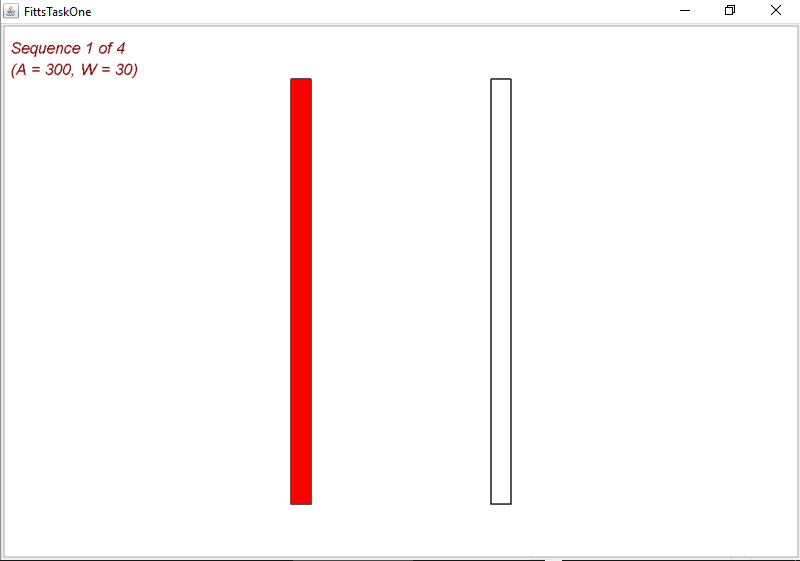 FittsTaskOne
Sequence 1 of 4
(A = 300, W = 30)